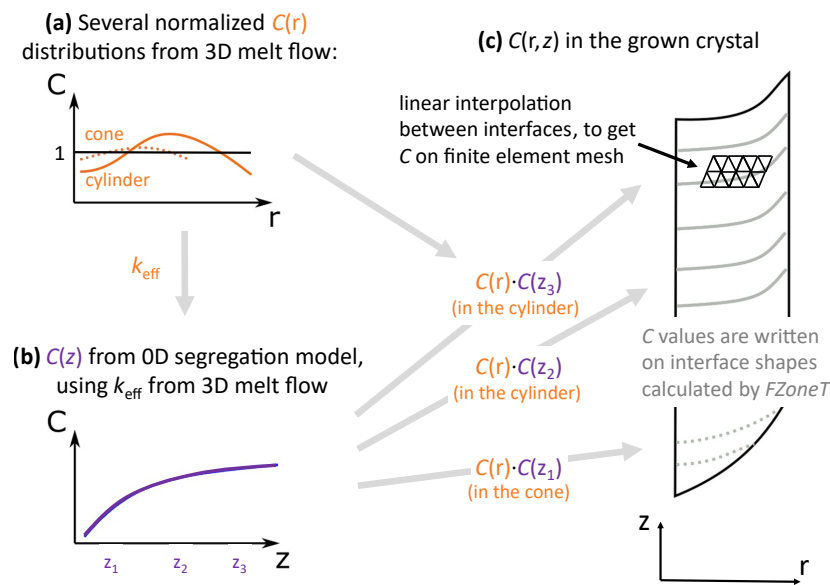 (a) Several normalized C(r)
distributions from 3D melt flow:
C
cone
1
cylinder
r
k_eff
(b) C(z) from 0D segregation model,
using k_eff from 3D melt flow
C
z₁ z₂ z₃
z
C(r)·C(z₃)
(in the cylinder)
C(r)·C(z₂)
(in the cylinder)
C(r)·C(z₁)
(in the cone)
(c) C(r, z) in the grown crystal
linear interpolation
between interfaces, to get
C on finite element mesh
C values are written
on interface shapes
calculated by FZoneT
z
r